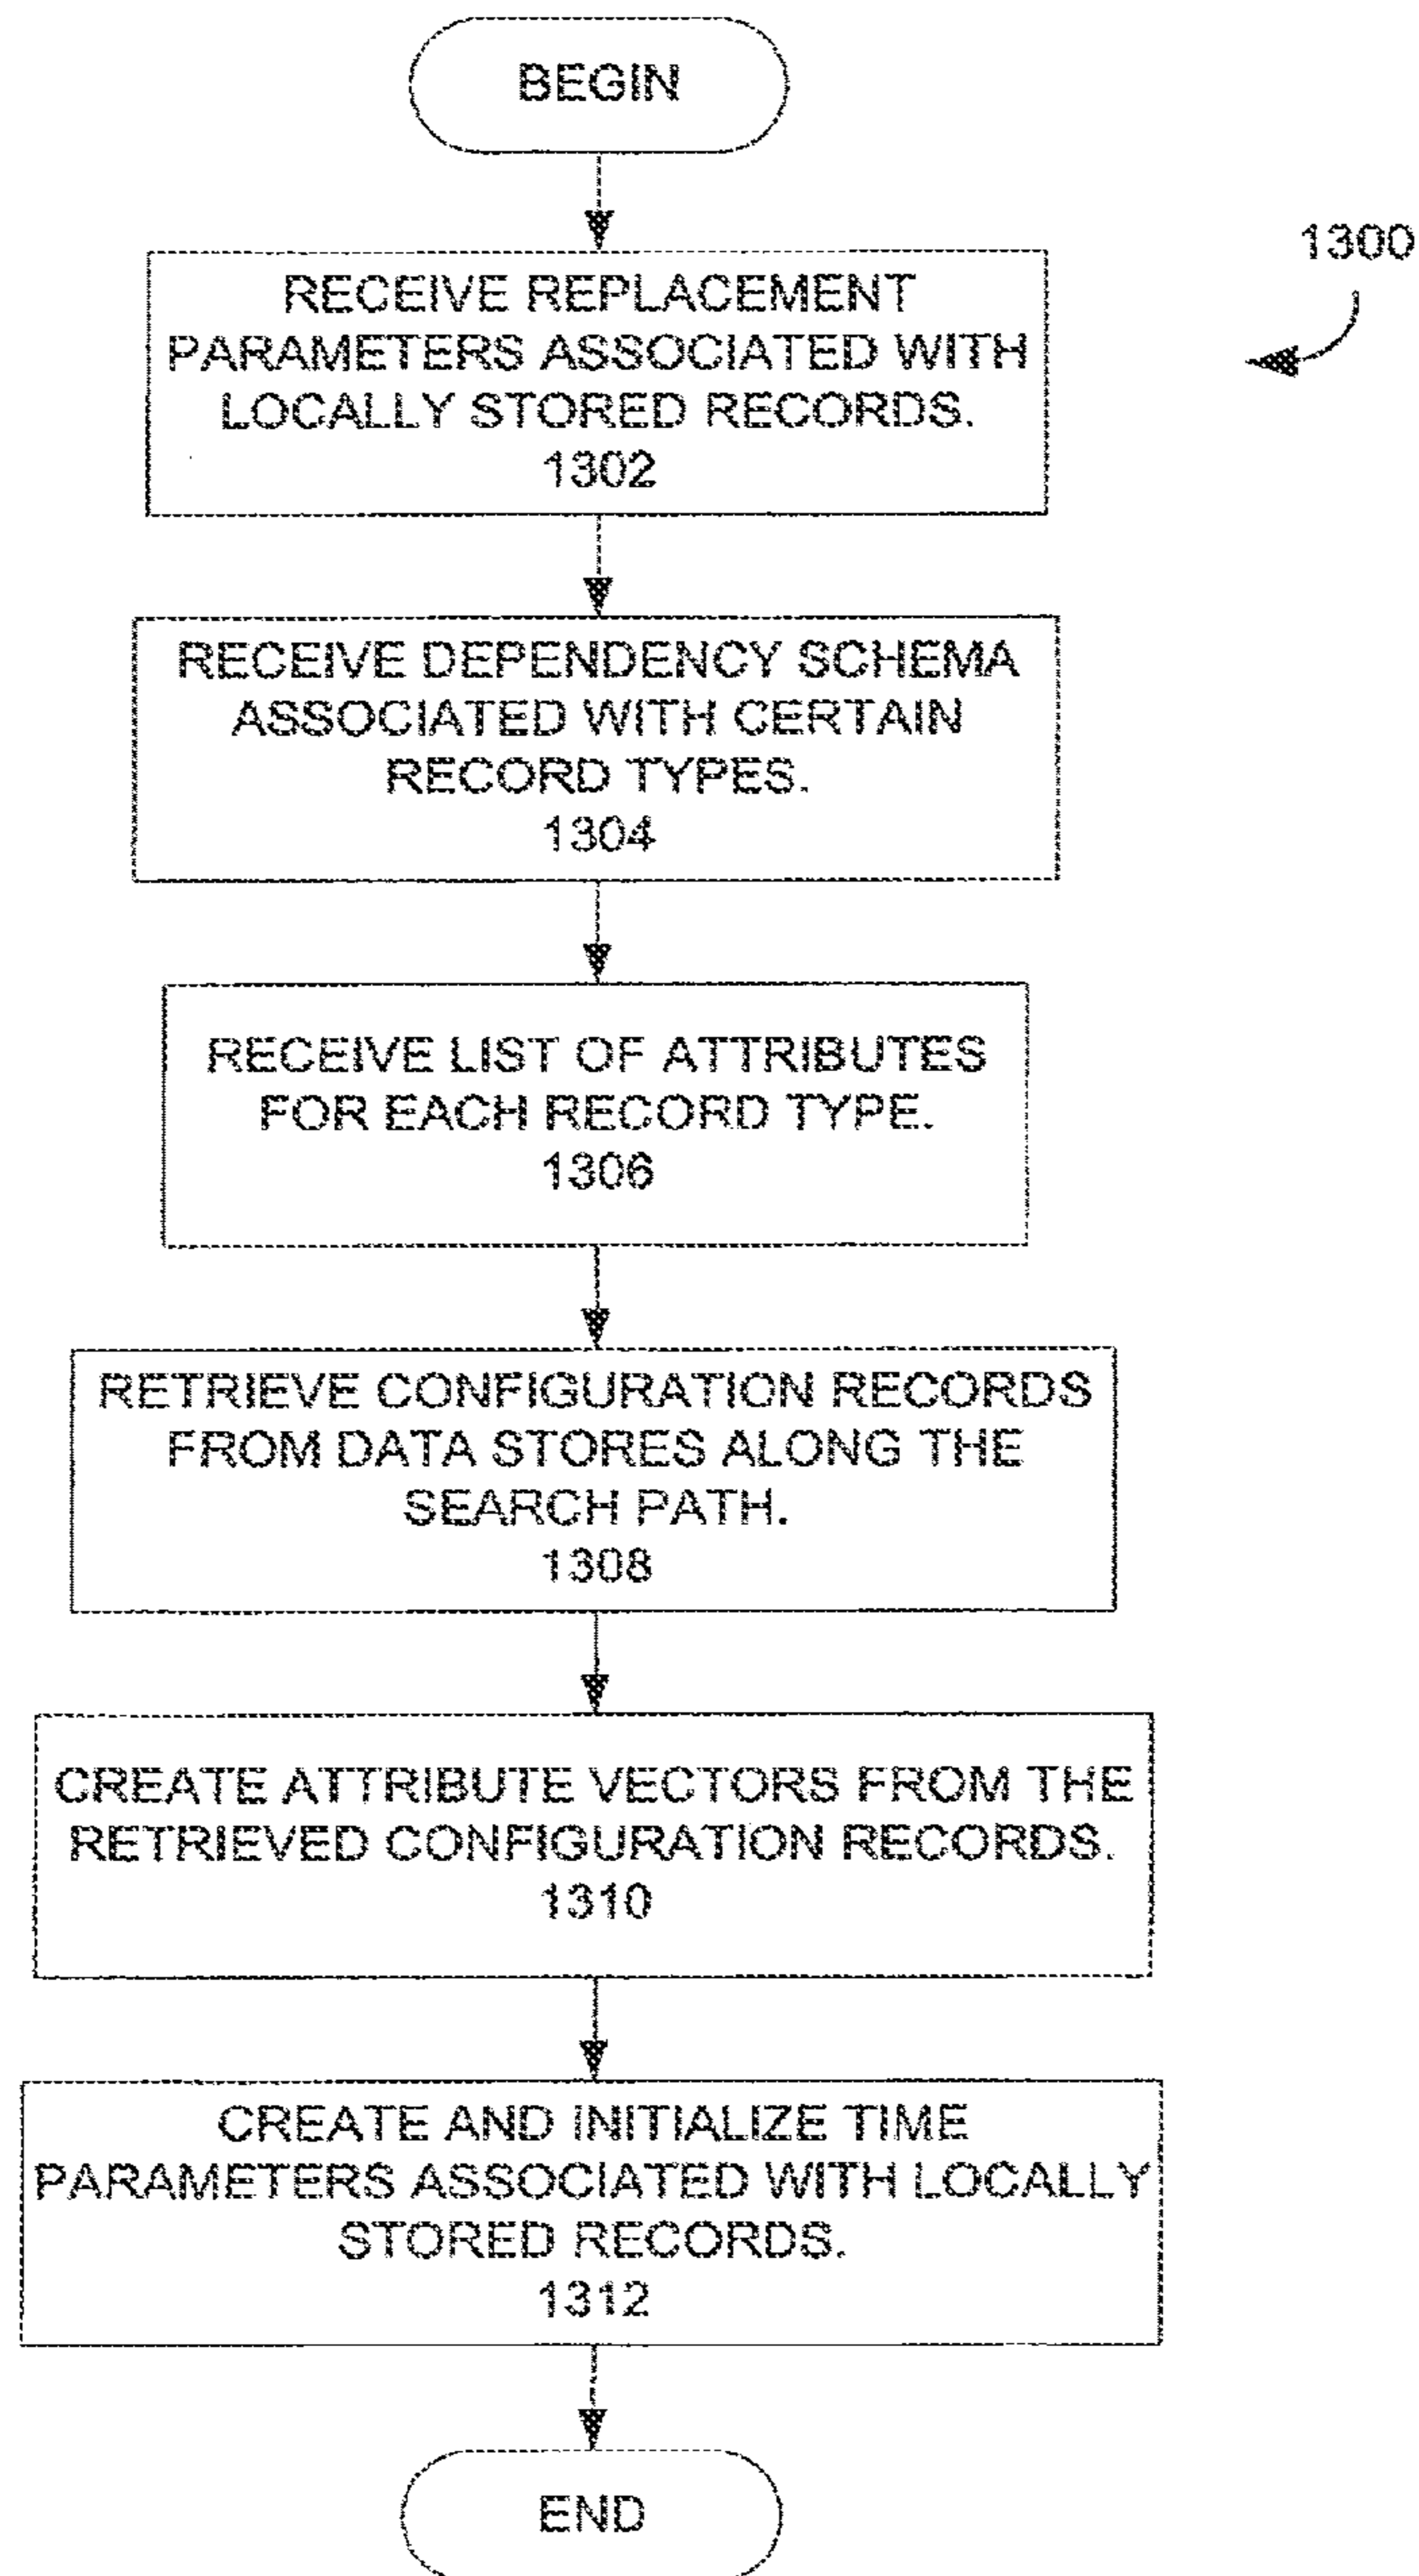 BEGIN
1300
RECEIVE REPLACEMENT
PARAMETERS ASSOCIATED WITH
LOCALLY STORED RECORDS.
1302
RECEIVE DEPENDENCY SCHEMA
ASSOCIATED WITH CERTAIN
RECORD TYPES.
1304
RECEIVE LIST OF ATTRIBUTES
FOR EACH RECORD TYPE.
1306
RETRIEVE CONFIGURATION RECORDS
FROM DATA STORES ALONG THE
SEARCH PATH.
1308
CREATE ATTRIBUTE VECTORS FROM THE
RETRIEVED CONFIGURATION RECORDS.
1310
CREATE AND INITIALIZE TIME
PARAMETERS ASSOCIATED WITH LOCALLY
STORED RECORDS.
1312
END